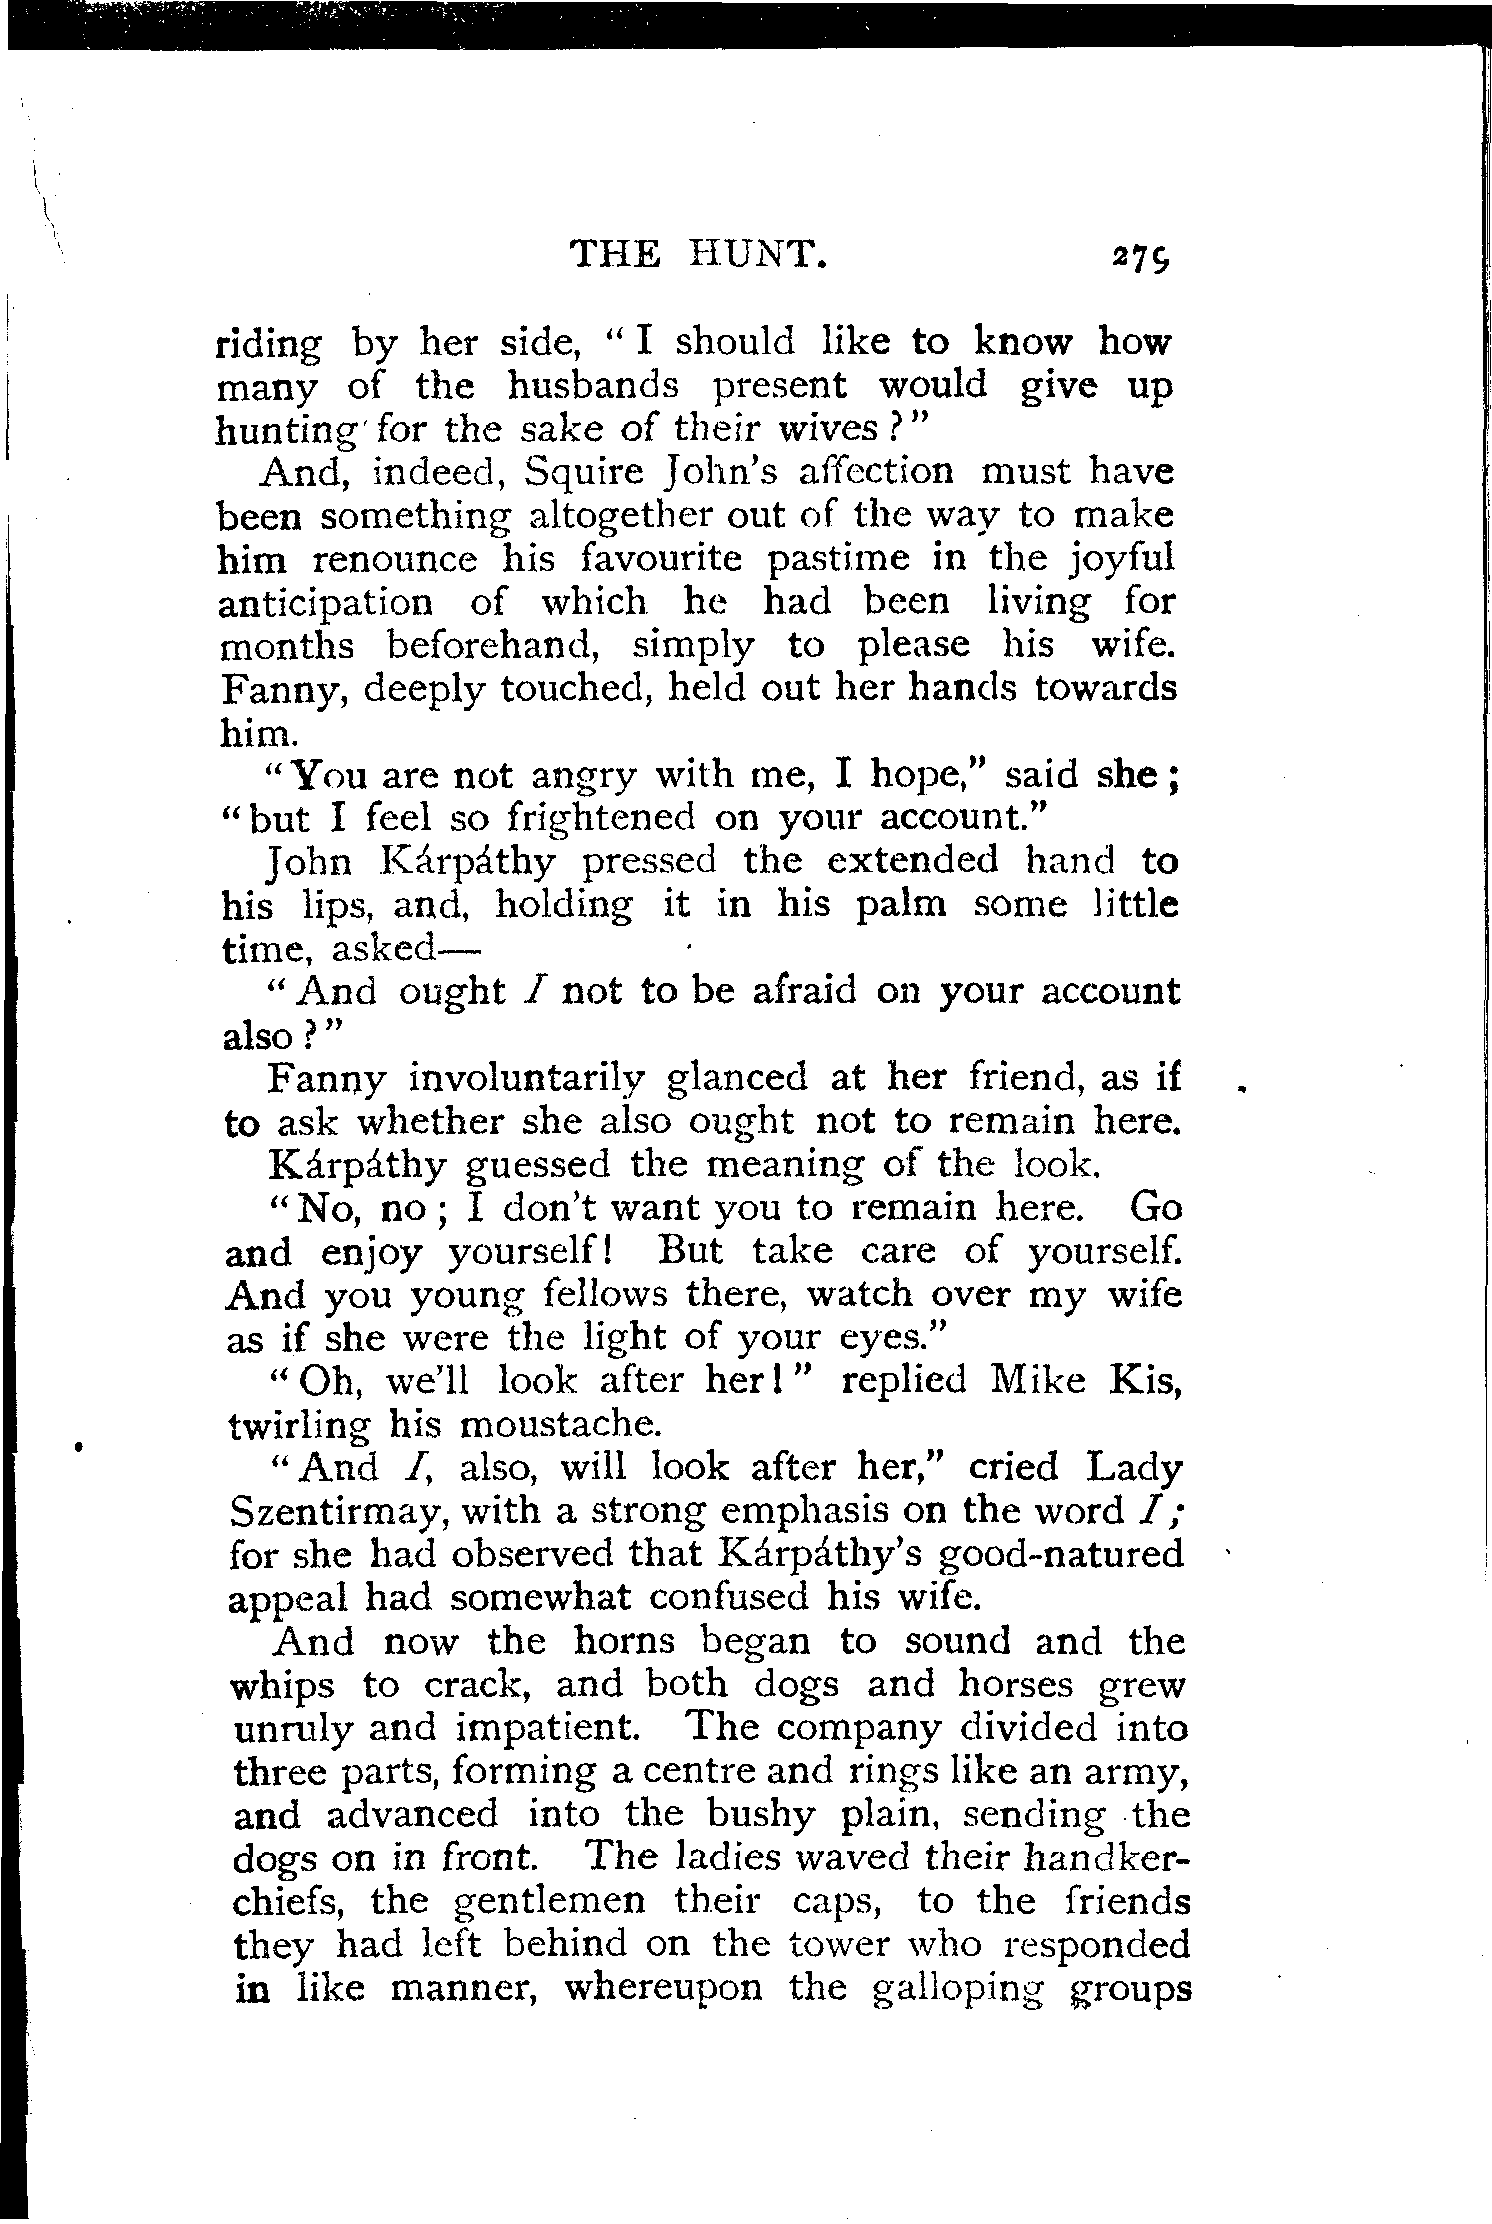 THE HUNT. 279
riding by her side, “ I should like to know how
many of the husbands present would give up
hunting for the sake of their wives ? ”
And, indeed, Squire John’s affection must have
been something altogether out of the way to make
him renounce his favourite pastime in the joyful
anticipation of which he had been living for
months beforehand, simply to please his wife.
Fanny, deeply touched, held out her hands towards
him.
“ You are not angry with me, I hope,” said she ;
“ but I feel so frightened on your account.”
John Kárpáthy pressed the extended hand to
his lips, and, holding it in his palm some little
time, asked—
“ And ought I not to be afraid on your account
also ? ”
Fanny involuntarily glanced at her friend, as if
to ask whether she also ought not to remain here.
Kárpáthy guessed the meaning of the look.
“ No, no ; I don’t want you to remain here. Go
and enjoy yourself! But take care of yourself.
And you young fellows there, watch over my wife
as if she were the light of your eyes.”
“ Oh, we’ll look after her! ” replied Mike Kis,
twirling his moustache.
“ And I, also, will look after her,” cried Lady
Szentirmay, with a strong emphasis on the word I ;
for she had observed that Kárpáthy’s good-natured
appeal had somewhat confused his wife.
And now the horns began to sound and the
whips to crack, and both dogs and horses grew
unruly and impatient. The company divided into
three parts, forming a centre and rings like an army,
and advanced into the bushy plain, sending the
dogs on in front. The ladies waved their handker-
chiefs, the gentlemen their caps, to the friends
they had left behind on the tower who responded
in like manner, whereupon the galloping groups